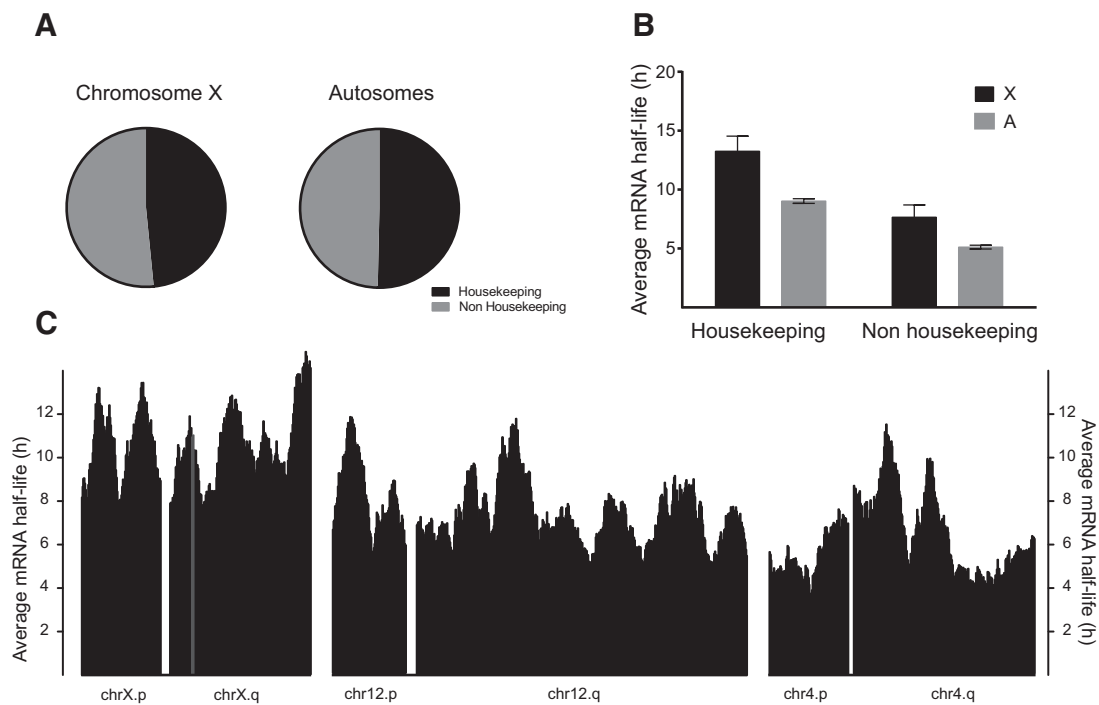 A
B
Chromosome X
Autosomes
Housekeeping
Non Housekeeping
Average mRNA half-life (h)
20
15
10
5
X
A
Housekeeping
Non housekeeping
C
Average mRNA half-life (h)
12
10
8
6
4
2
12
10
8
6
4
2
Average mRNA half-life (h)
chrX.p
chrX.q
chr12.p
chr12.q
chr4.p
chr4.q